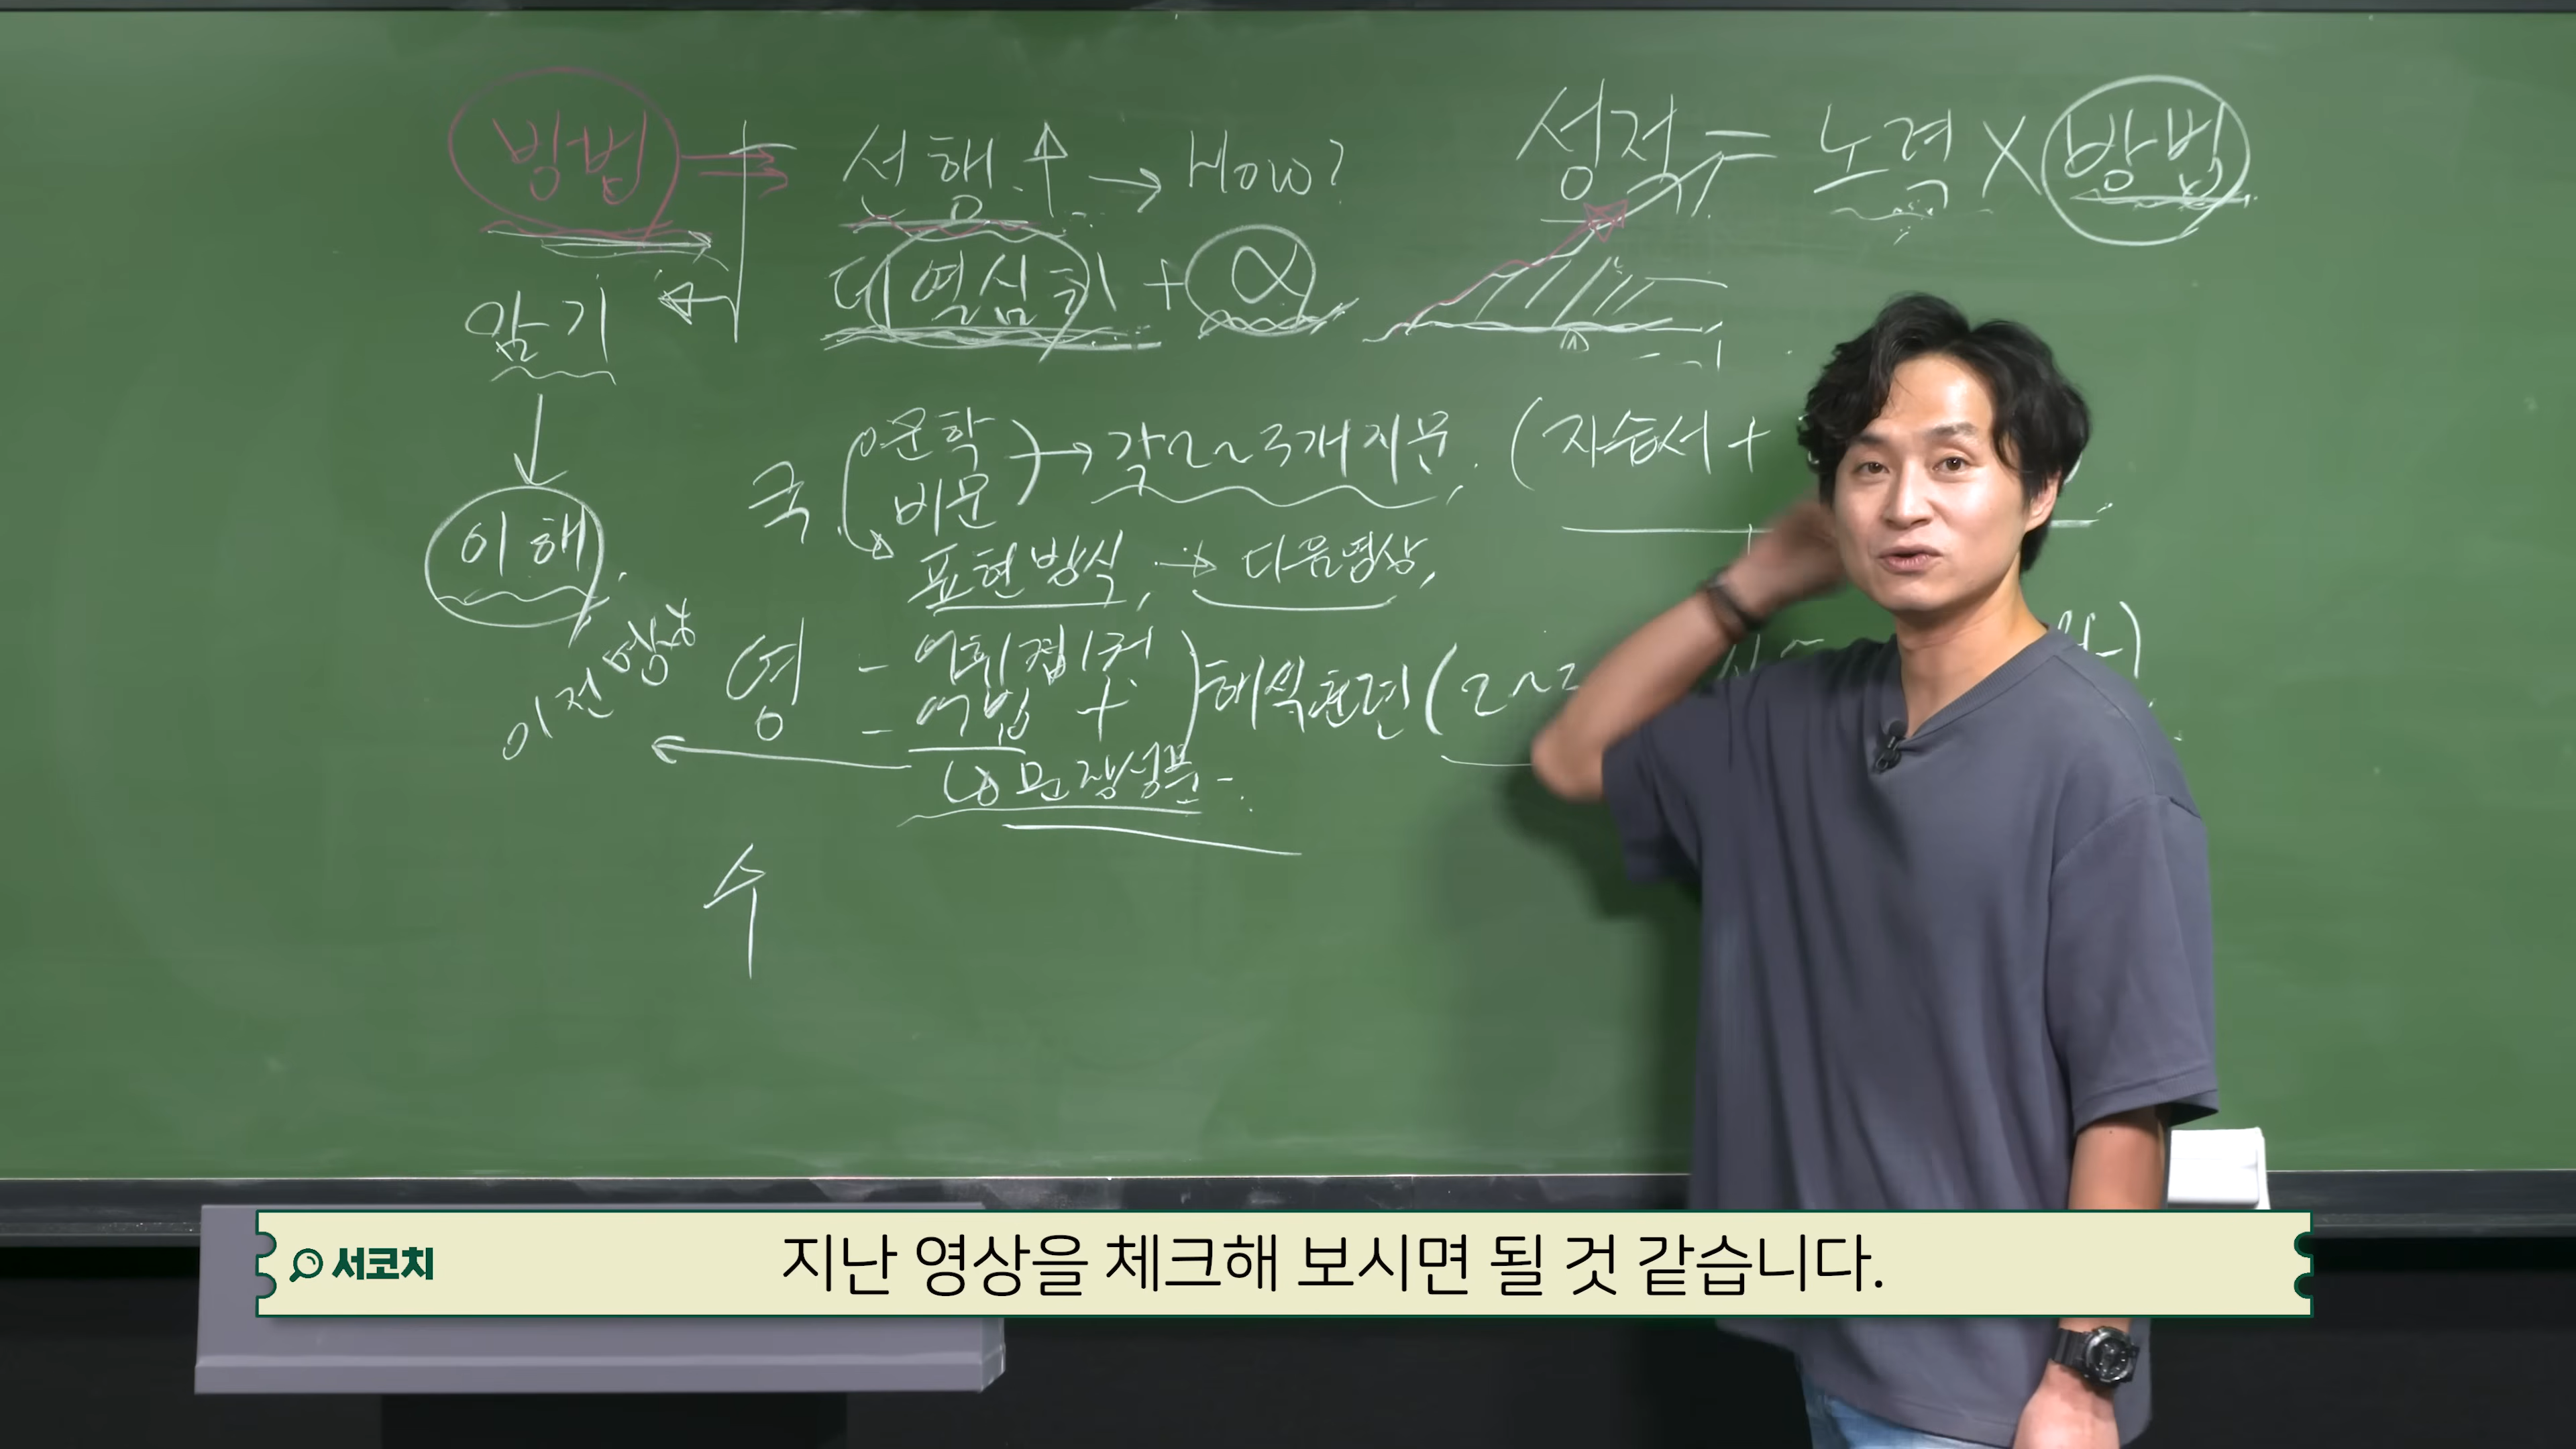 방법 → 선행 ↑ → How?
성적 = 노력 X 방법
더 열심히 + α
암기
이해
국 문학 비문 → 각 2~3개 지문. (자습서 +
표현방식, → 다음영상,
이전 영상
영 - 어휘
- 어법 +
해석훈련 (2~
↳ 문장성분
수
서코치
지난 영상을 체크해 보시면 될 것 같습니다.